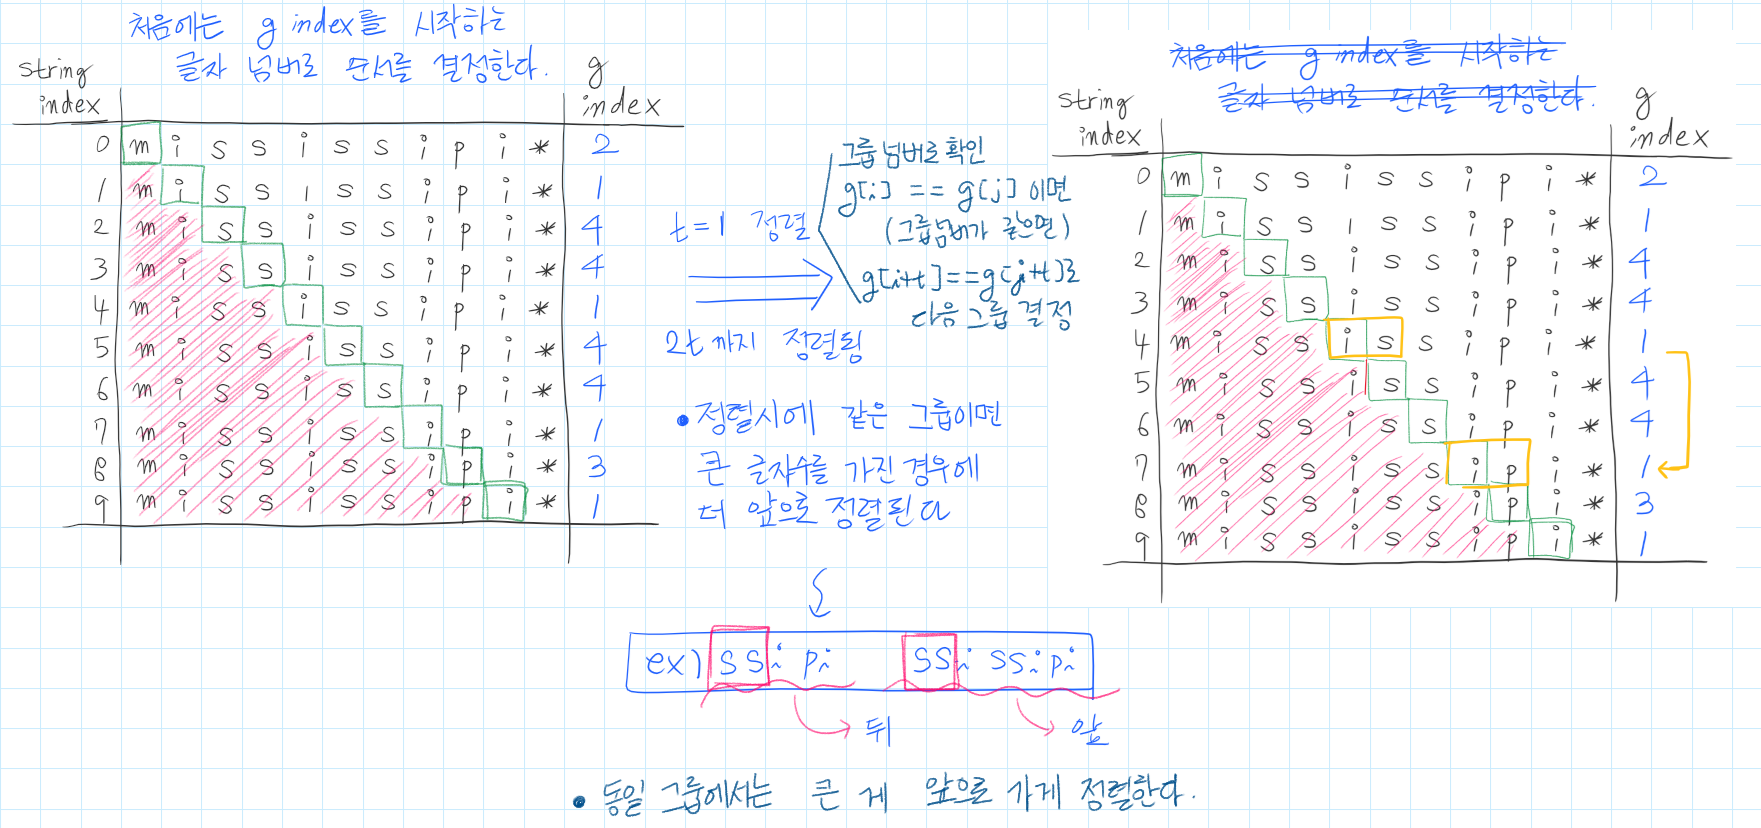 처음에는 g index를 시작하는
글자 넘버로 순서를 결정한다.
string index g index
0 m i s s i s s i p i * 2
1 m i s s i s s i p i * 1
2 m i s s i s s i p i * 4
3 m i s s i s s i p i * 4
4 m i s s i s s i p i * 1
5 m i s s i s s i p i * 4
6 m i s s i s s i p i * 4
7 m i s s i s s i p i * 1
8 m i s s i s s i p i * 3
9 m i s s i s s i p i * 1
t=1 정렬
2t까지 정렬됨
그룹넘버로 확인
g[i] == g[j] 이면
(그룹넘버가 같으면)
g[i+t]==g[j+t]로
다음 그룹 결정
• 정렬시에 같은 그룹이면
큰 글자수를 가진 경우에
더 앞으로 정렬된다
처음에는 g index를 시작하는
글자 넘버로 순서를 결정한다.
string index g index
0 m i s s i s s i p i * 2
1 m i s s i s s i p i * 1
2 m i s s i s s i p i * 4
3 m i s s i s s i p i * 4
4 m i s s i s s i p i * 1
5 m i s s i s s i p i * 4
6 m i s s i s s i p i * 4
7 m i s s i s s i p i * 1
8 m i s s i s s i p i * 3
9 m i s s i s s i p i * 1
ex) ssipi ssissipi
뒤 앞
• 동일 그룹에서는 큰 게 앞으로 가게 정렬한다.